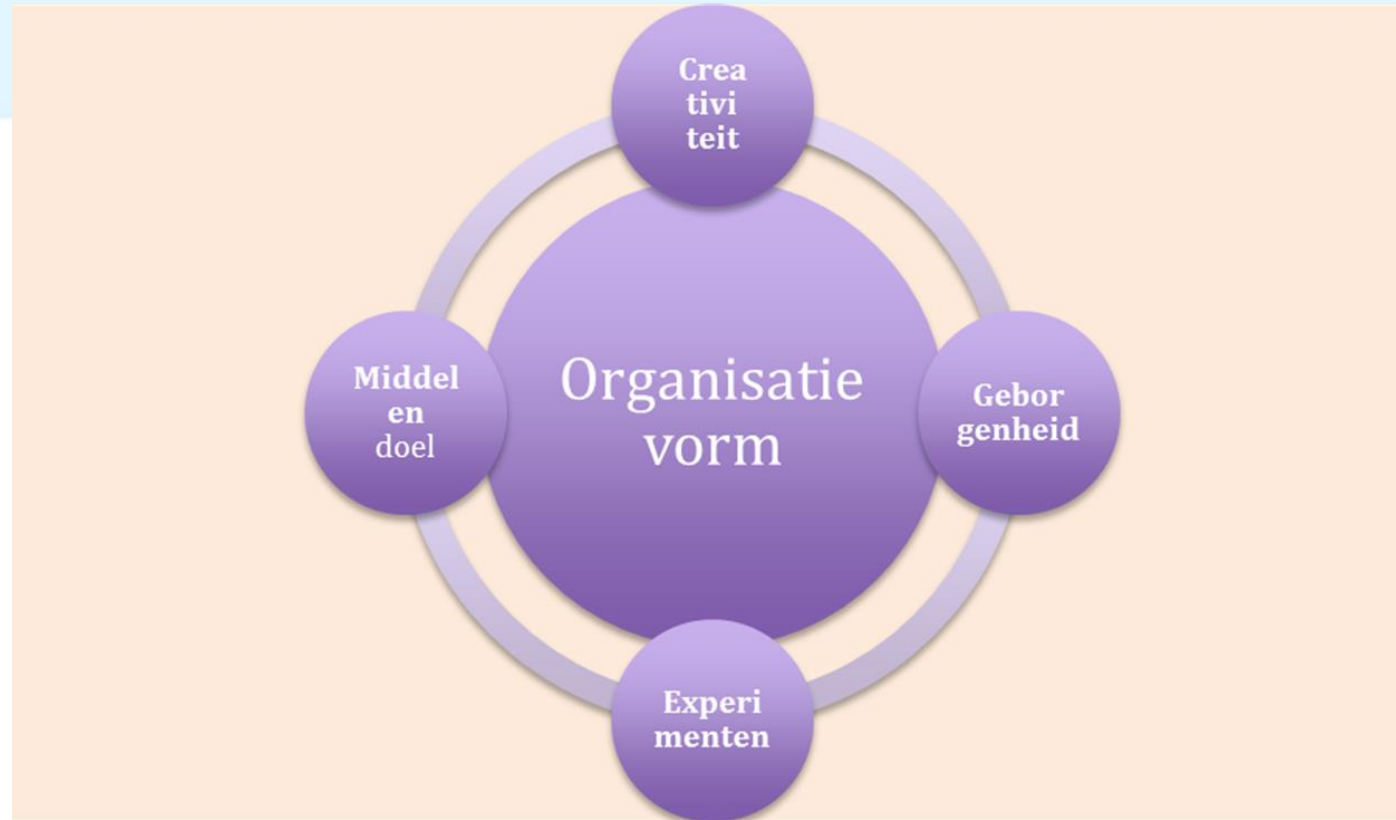 Crea
tivi
teit
Organisatie
vorm
Gebor
genheid
Experi
menten
Middel
en
doel